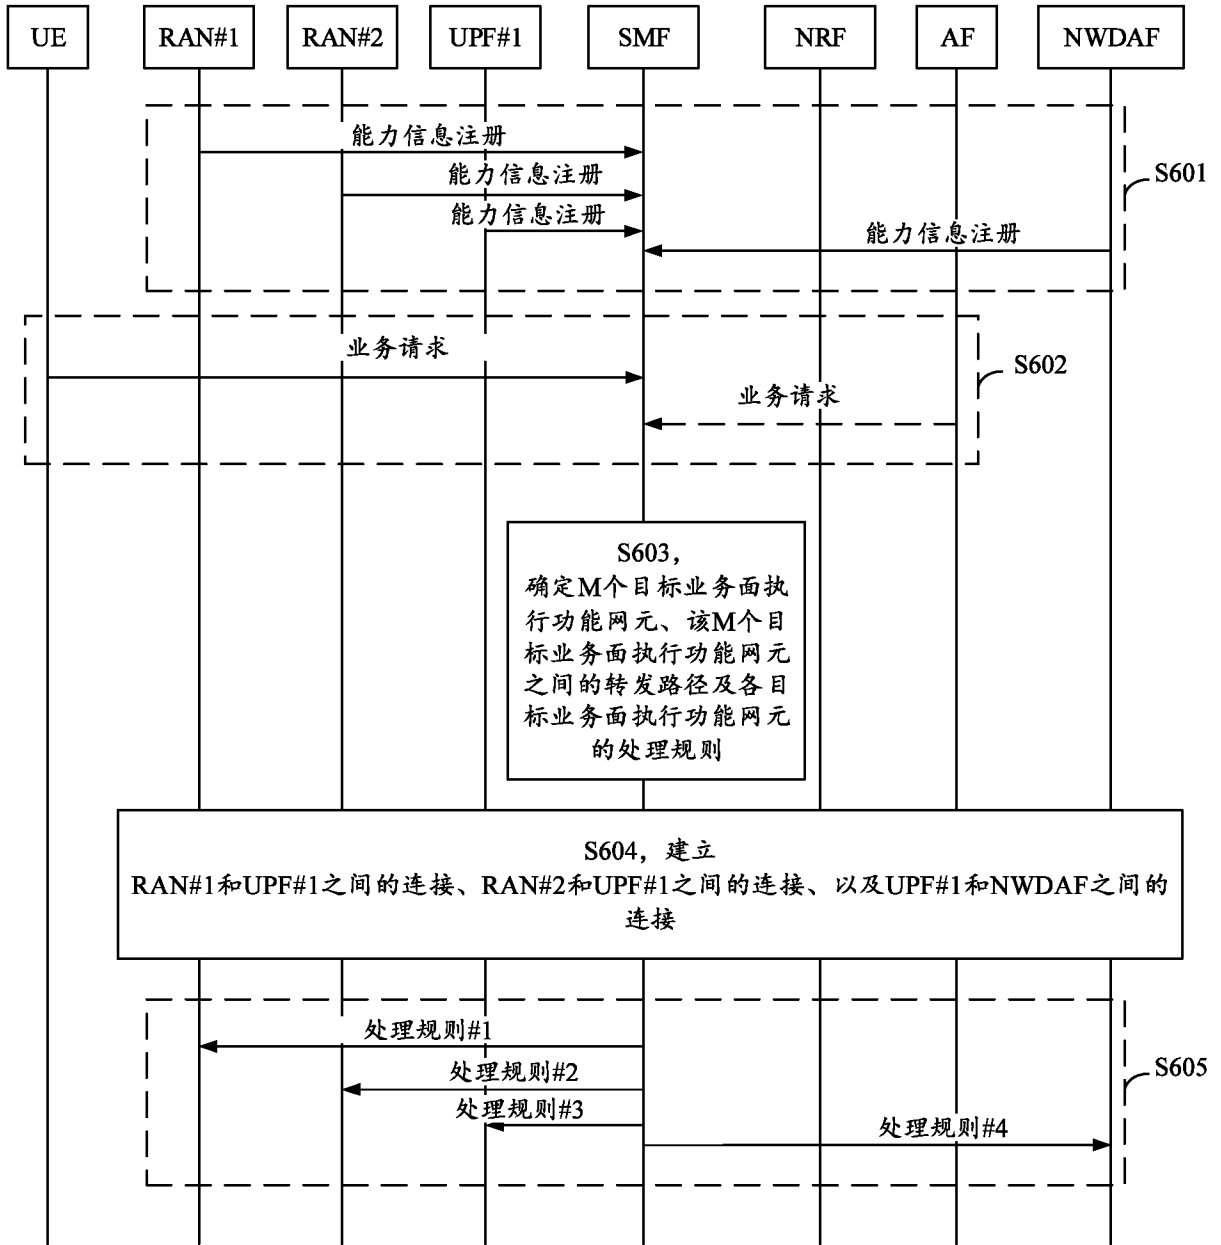 UE
RAN#1
RAN#2
UPF#1
SMF
NRF
AF
NWDAF
能力信息注册
能力信息注册
能力信息注册
能力信息注册
S601
业务请求
业务请求
S602
S603，
确定M个目标业务面执
行功能网元、该M个目
标业务面执行功能网元
之间的转发路径及各目
标业务面执行功能网元
的处理规则
S604，建立
RAN#1和UPF#1之间的连接、RAN#2和UPF#1之间的连接、以及UPF#1和NWDAF之间的
连接
处理规则#1
处理规则#2
处理规则#3
处理规则#4
S605